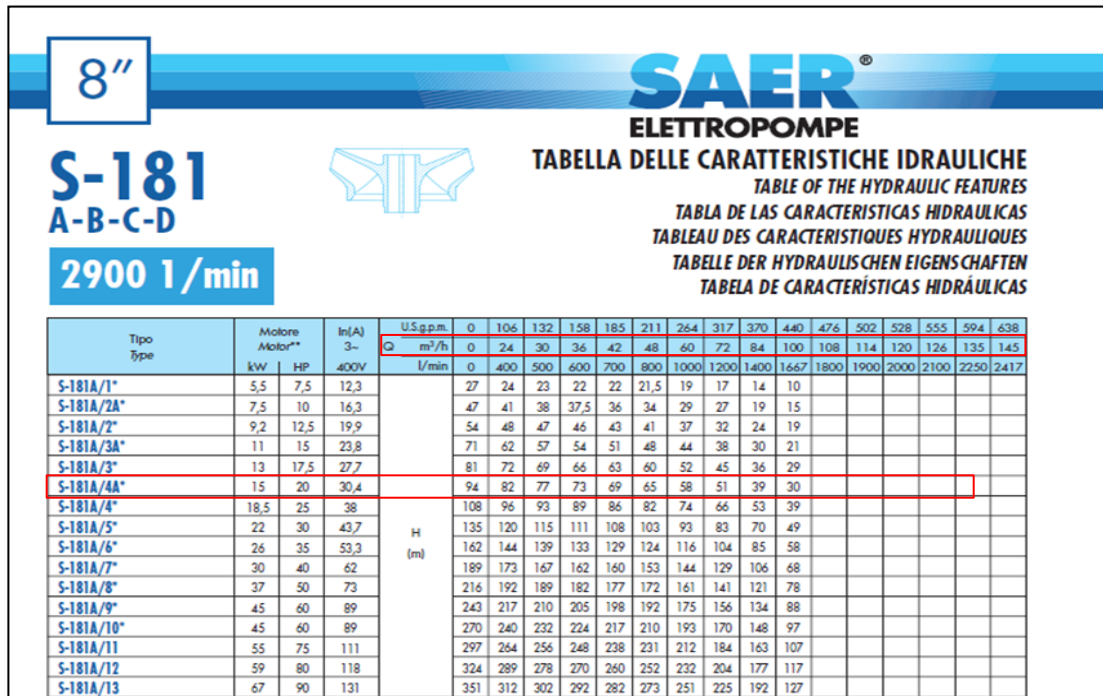 8″
SAER®
ELETTROPOMPE
S-181
A-B-C-D
2900 1/min
TABELLA DELLE CARATTERISTICHE IDRAULICHE
TABLE OF THE HYDRAULIC FEATURES
TABLA DE LAS CARACTERISTICAS HIDRAULICAS
TABLEAU DES CARACTERISTIQUES HYDRAULIQUES
TABELLE DER HYDRAULISCHEN EIGENSCHAFTEN
TABELA DE CARACTERÍSTICAS HIDRÁULICAS
Tipo Motore In(A) U.S.g.p.m. 0 106 132 158 185 211 264 317 370 440 476 502 528 555 594 638
Type Motor** 3~ Q m³/h 0 24 30 36 42 48 60 72 84 100 108 114 120 126 135 145
kW HP 400V l/min 0 400 500 600 700 800 1000 1200 1400 1667 1800 1900 2000 2100 2250 2417
S-181A/1* 5,5 7,5 12,3 27 24 23 22 22 21,5 19 17 14 10
S-181A/2A* 7,5 10 16,3 47 41 38 37,5 36 34 29 27 19 15
S-181A/2* 9,2 12,5 19,9 54 48 47 46 43 41 37 32 24 19
S-181A/3A* 11 15 23,8 71 62 57 54 51 48 44 38 30 21
S-181A/3* 13 17,5 27,7 81 72 69 66 63 60 52 45 36 29
S-181A/4A* 15 20 30,4 94 82 77 73 69 65 58 51 39 30
S-181A/4* 18,5 25 38 108 96 93 89 86 82 74 66 53 39
S-181A/5* 22 30 43,7 H 135 120 115 111 108 103 93 83 70 49
S-181A/6* 26 35 53,3 (m) 162 144 139 133 129 124 116 104 85 58
S-181A/7* 30 40 62 189 173 167 162 160 153 144 129 106 68
S-181A/8* 37 50 73 216 192 189 182 177 172 161 141 121 78
S-181A/9* 45 60 89 243 217 210 205 198 192 175 156 134 88
S-181A/10* 45 60 89 270 240 232 224 217 210 193 170 148 97
S-181A/11 55 75 111 297 264 256 248 238 231 212 184 163 107
S-181A/12 59 80 118 324 289 278 270 260 252 232 204 177 117
S-181A/13 67 90 131 351 312 302 292 282 273 251 225 192 127